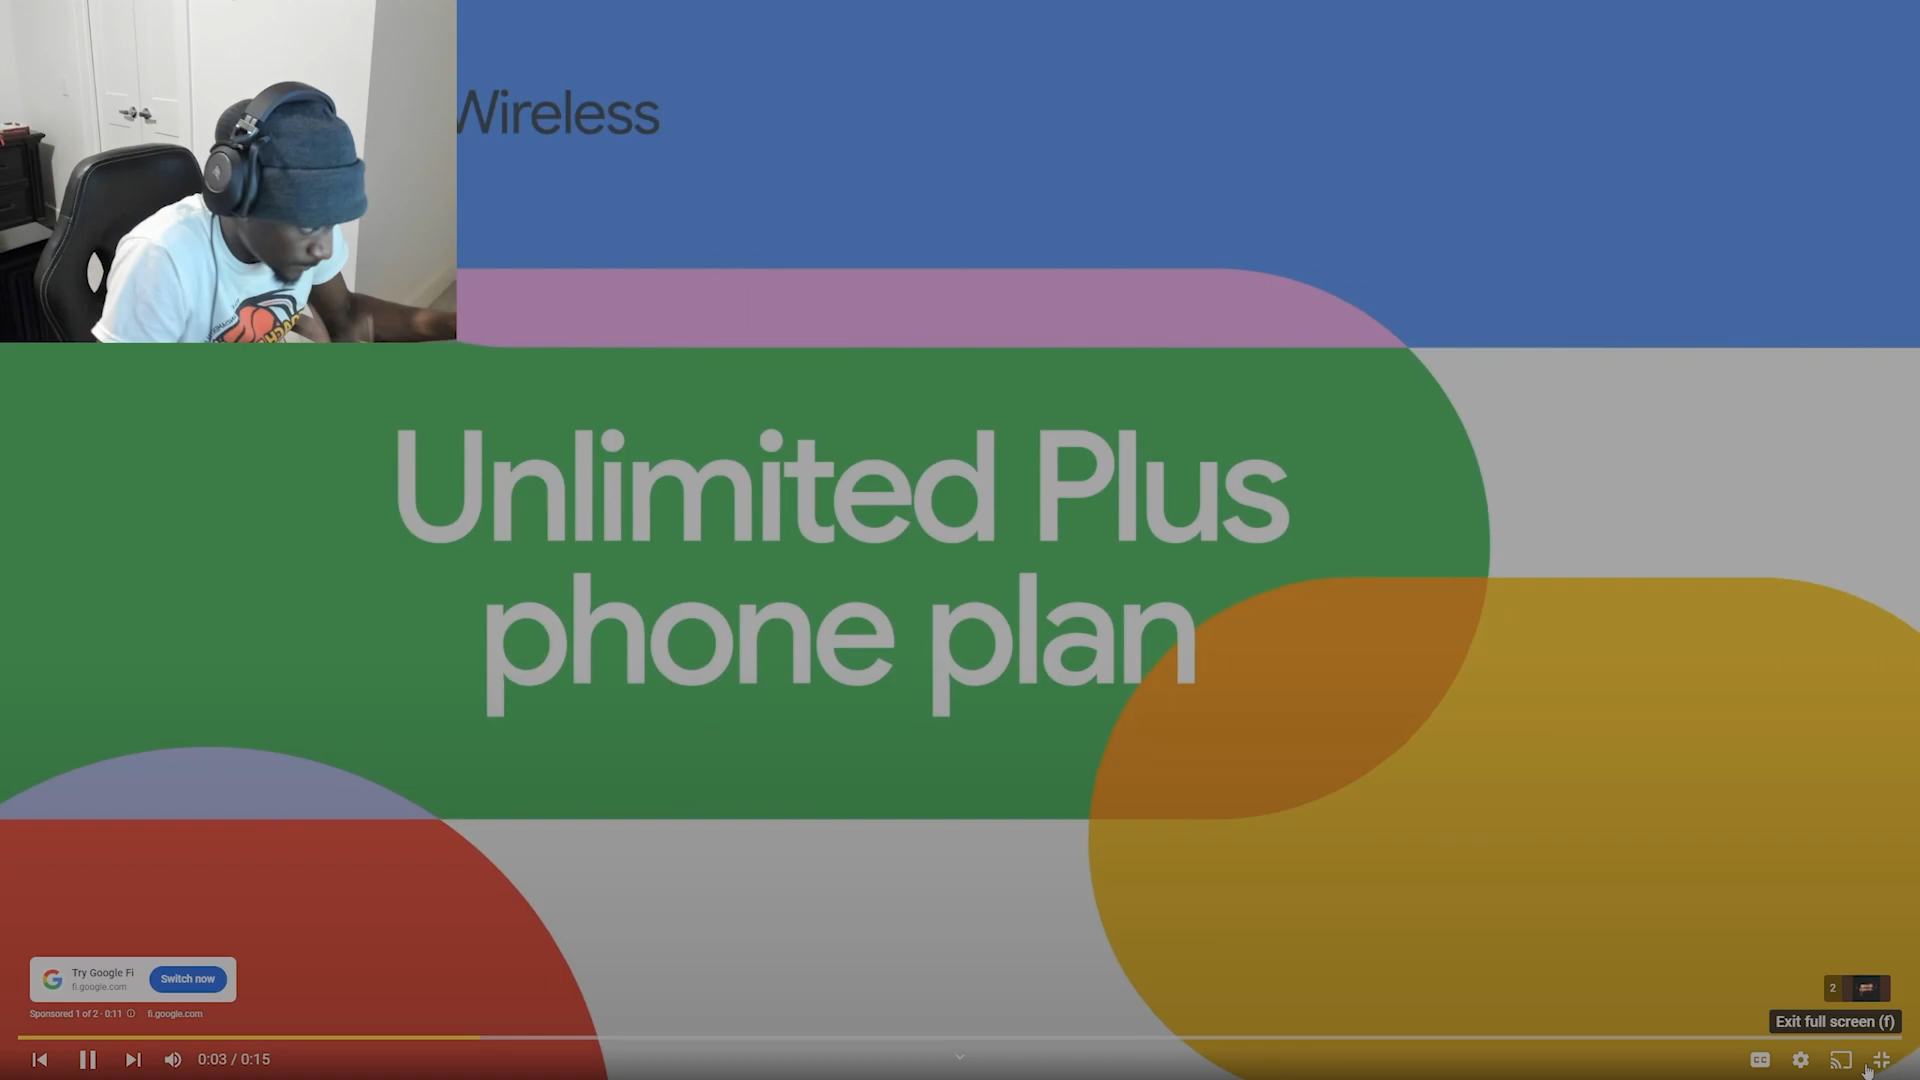 Wireless
Unlimited Plus
phone plan
Try Google Fi
fi.google.com
Switch now
Sponsored 1 of 2 · 0:11
fi.google.com
2
Exit full screen (f)
0:03 / 0:15
CC